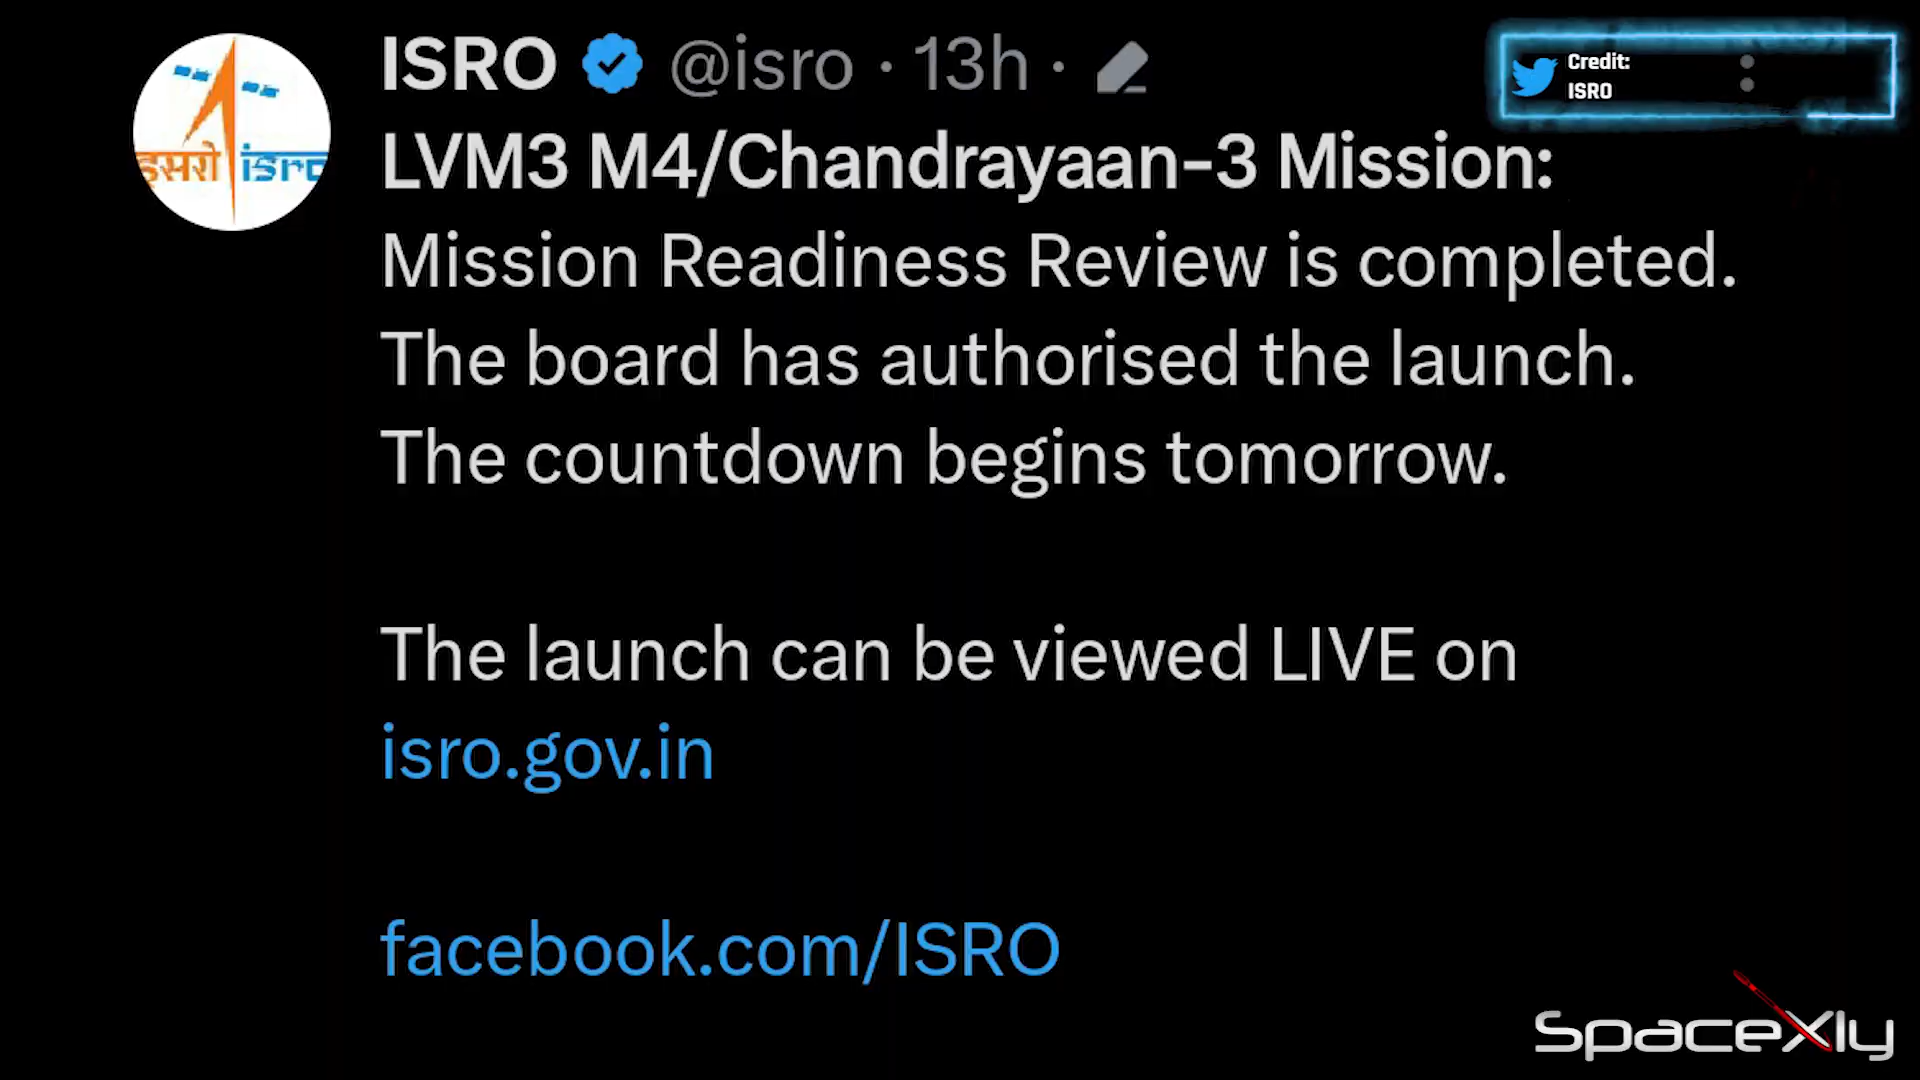 ISRO @isro · 13h ·
Credit:
ISRO
इसरो isro
LVM3 M4/Chandrayaan-3 Mission:
Mission Readiness Review is completed.
The board has authorised the launch.
The countdown begins tomorrow.
The launch can be viewed LIVE on
isro.gov.in
facebook.com/ISRO
SpaceXly